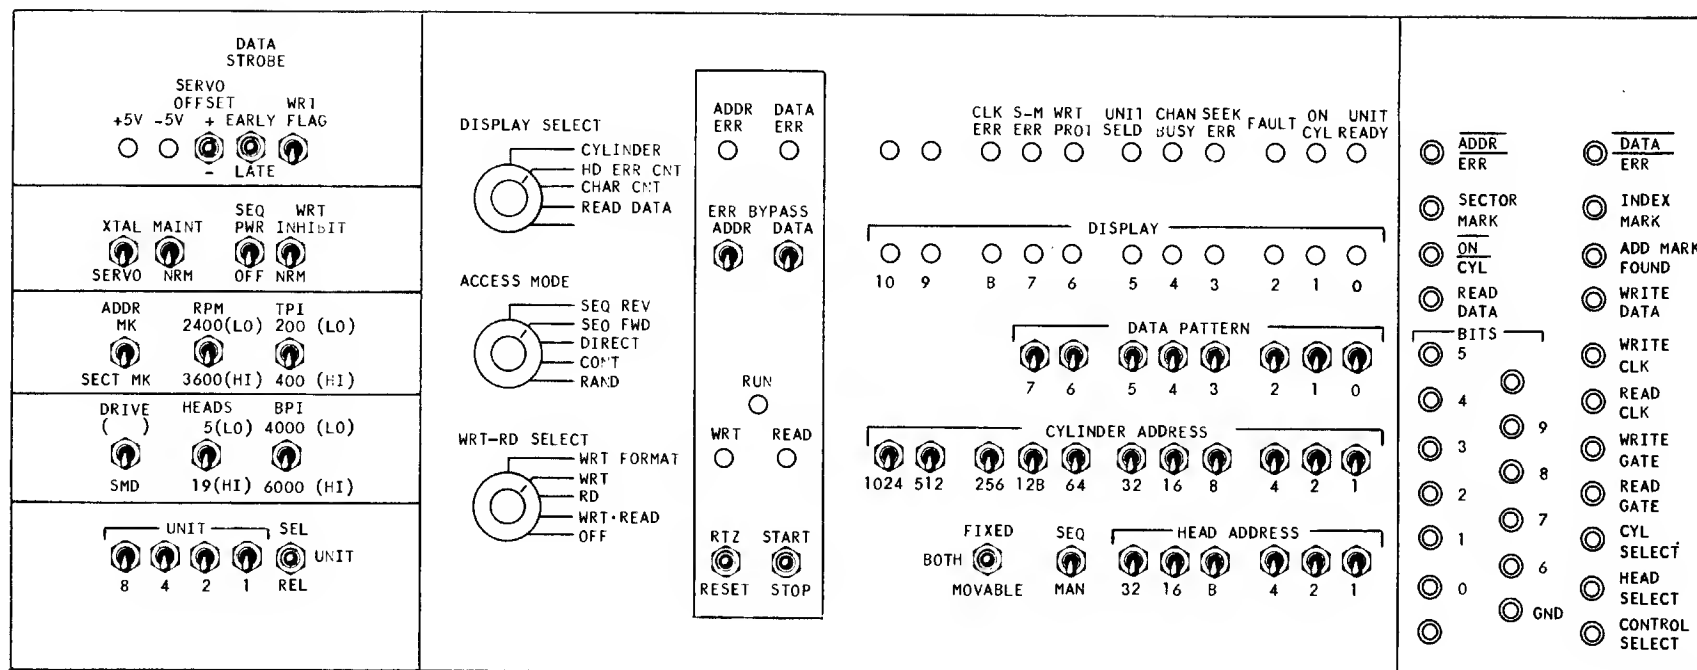 DATA
STROBE
SERVO
OFFSET WRT
+5V -5V + EARLY FLAG
- LATE
SEQ WRT
XTAL MAINT PWR INHIBIT
SERVO NRM OFF NRM
ADDR RPM TPI
MK 2400(LO) 200 (LO)
SECT MK 3600(HI) 400 (HI)
DRIVE HEADS BPI
( ) 5(LO) 4000 (LO)
SMD 19(HI) 6000 (HI)
UNIT SEL
UNIT
8 4 2 1 REL
DISPLAY SELECT
CYLINDER
HD ERR CNT
CHAR CNT
READ DATA
ACCESS MODE
SEQ REV
SEQ FWD
DIRECT
CONT
RAND
WRT-RD SELECT
WRT FORMAT
WRT
RD
WRT·READ
OFF
ADDR DATA
ERR ERR
ERR BYPASS
ADDR DATA
RUN
WRT READ
RTZ START
RESET STOP
CLK S-M WRT UNIT CHAN SEEK FAULT ON UNIT
ERR ERR PROT SELD BUSY ERR CYL READY
DISPLAY
10 9 8 7 6 5 4 3 2 1 0
DATA PATTERN
7 6 5 4 3 2 1 0
CYLINDER ADDRESS
1024 512 256 128 64 32 16 8 4 2 1
FIXED SEQ HEAD ADDRESS
BOTH
MOVABLE MAN 32 16 8 4 2 1
ADDR
ERR
SECTOR
MARK
ON
CYL
READ
DATA
BITS
5
4
3
2
1
0
9
8
7
6
GND
DATA
ERR
INDEX
MARK
ADD MARK
FOUND
WRITE
DATA
WRITE
CLK
READ
CLK
WRITE
GATE
READ
GATE
CYL
SELECT
HEAD
SELECT
CONTROL
SELECT